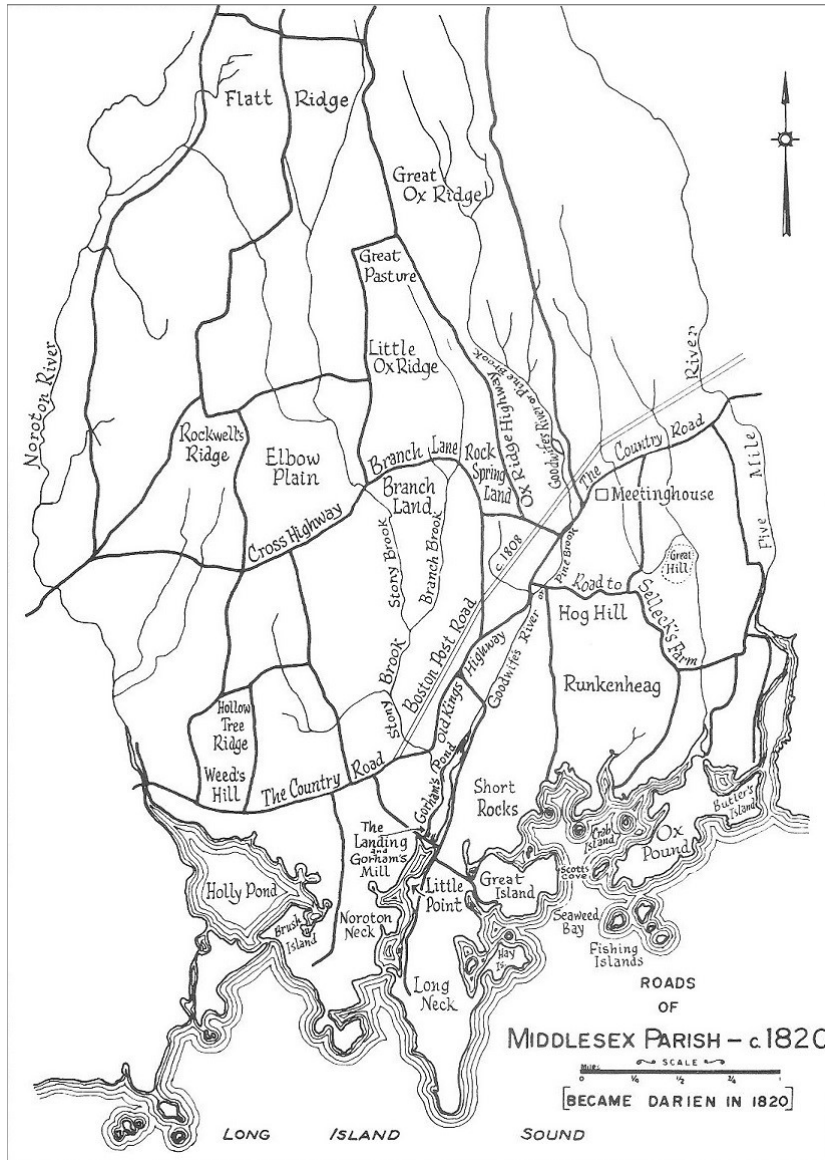 Flatt Ridge
Great
Ox Ridge
Great
Pasture
Little
Ox Ridge
Noroton River
Rockwell's
Ridge
Elbow
Plain
Branch Lane
Branch
Land
Rock
Spring
Land
Ox Ridge Highway
Goodwife's River or Pine Brook
The Country Road
River
Five Mile
Meetinghouse
Great
Hill
Cross Highway
Stony Brook
Branch Brook
c. 1808
Goodwife's River or Pine Brook
Road to Selleck's Farm
Hog Hill
Runkenheag
Boston Post Road
Old Kings Highway
Stony Brook
Hollow
Tree
Ridge
Weed's
Hill
The Country Road
Gorham's Pond
Short
Rocks
The
Landing
and
Gorham's
Mill
Little
Point
Great
Island
Crab
Island
Scotts
Cove
Ox
Pound
Butler's
Island
Holly Pond
Brush
Island
Noroton
Neck
Long
Neck
Hay
Is.
Seaweed
Bay
Fishing
Islands
ROADS
OF
MIDDLESEX PARISH – c. 1820
SCALE
Miles
0 1/4 1/2 3/4 1
[BECAME DARIEN IN 1820]
LONG ISLAND SOUND